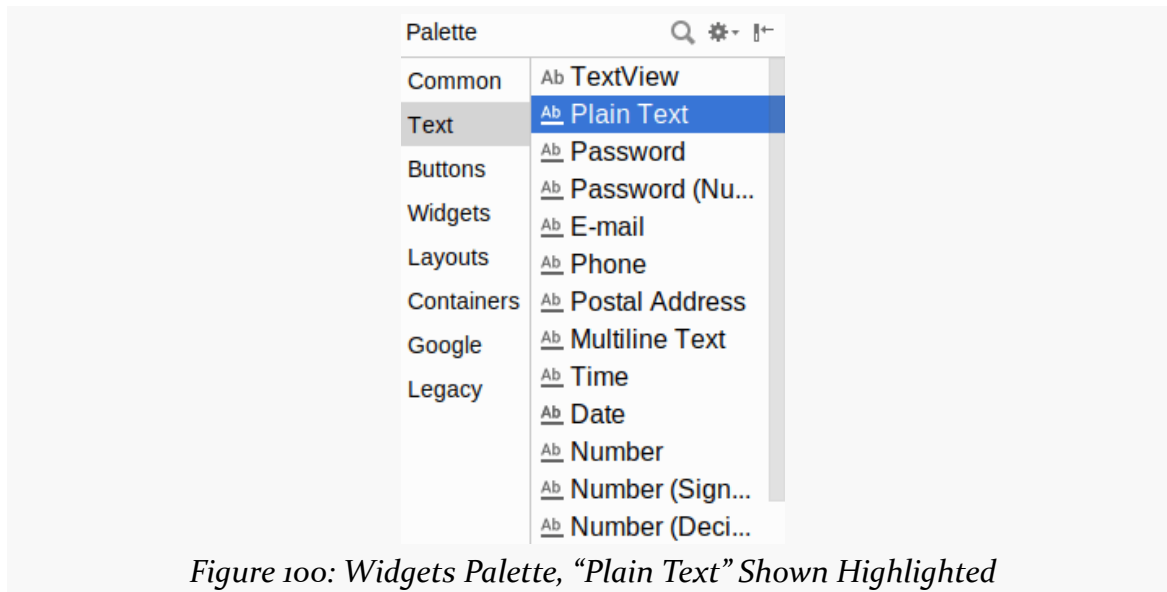 Palette
Common
Text
Buttons
Widgets
Layouts
Containers
Google
Legacy
Ab TextView
Ab Plain Text
Ab Password
Ab Password (Nu...
Ab E-mail
Ab Phone
Ab Postal Address
Ab Multiline Text
Ab Time
Ab Date
Ab Number
Ab Number (Sign...
Ab Number (Deci...
Figure 100: Widgets Palette, “Plain Text” Shown Highlighted